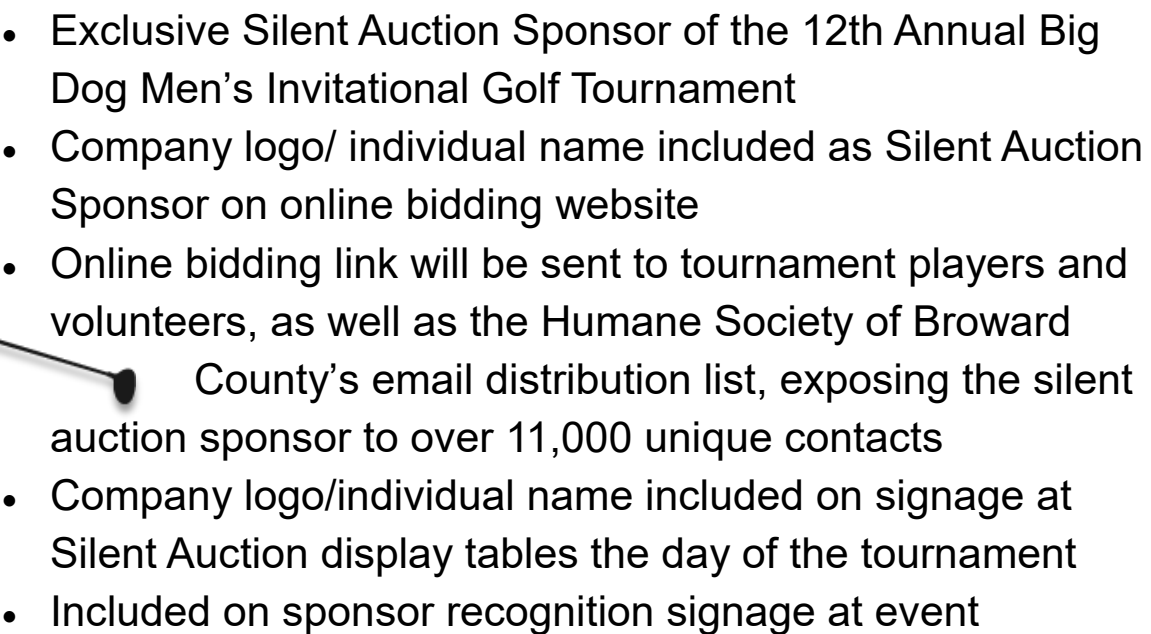 • Exclusive Silent Auction Sponsor of the 12th Annual Big
Dog Men’s Invitational Golf Tournament
• Company logo/ individual name included as Silent Auction
Sponsor on online bidding website
• Online bidding link will be sent to tournament players and
volunteers, as well as the Humane Society of Broward
County’s email distribution list, exposing the silent
auction sponsor to over 11,000 unique contacts
• Company logo/individual name included on signage at
Silent Auction display tables the day of the tournament
• Included on sponsor recognition signage at event